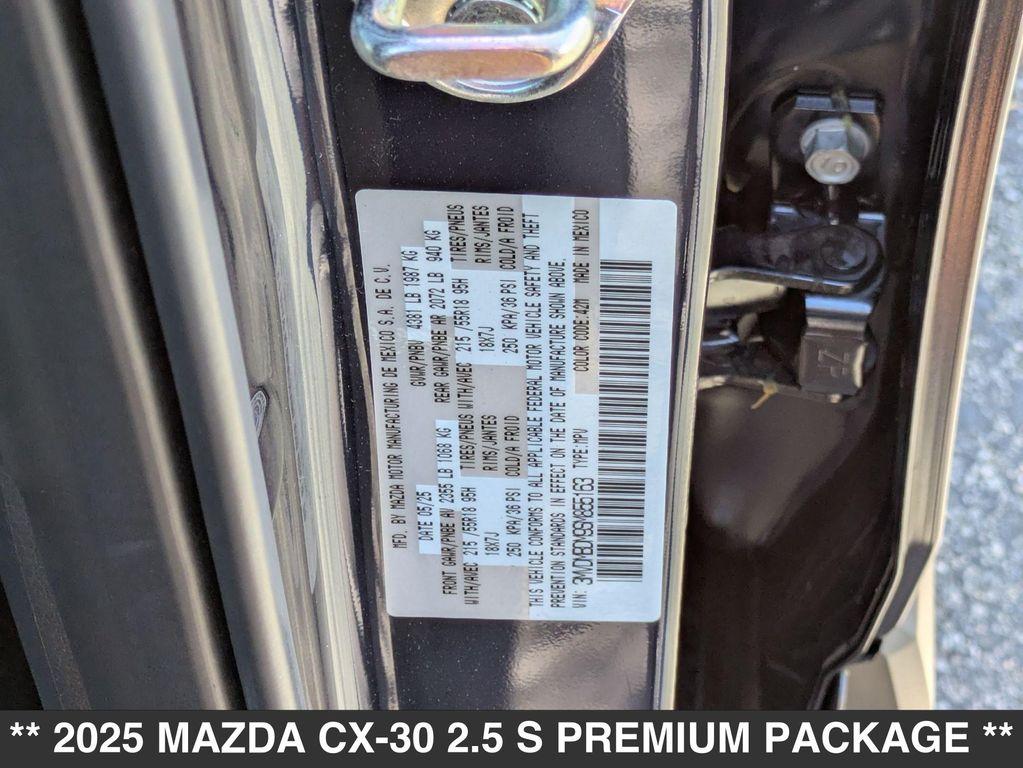 MFD. BY MAZDA MOTOR MANUFACTURING DE MEXICO S.A. DE C.V.
DATE 05/25 GVWR/PNBV 4381 LB 1987 KG
FRONT GAWR/PNBE AV 2355 LB 1068 KG REAR GAWR/PNBE AR 2072 LB 940 KG
WITH/AVEC 215 /55R18 95H TIRES/PNEUS WITH/AVEC 215 /55R18 95H TIRES/PNEUS
18X7J RIMS/JANTES 18X7J RIMS/JANTES
250 KPA/36 PSI COLD/A FROID 250 KPA/36 PSI COLD/A FROID
THIS VEHICLE CONFORMS TO ALL APPLICABLE FEDERAL MOTOR VEHICLE SAFETY AND THEFT
PREVENTION STANDARDS IN EFFECT ON THE DATE OF MANUFACTURE SHOWN ABOVE.
VIN: TYPE:MPV COLOR CODE:42M MADE IN MEXICO
ZP
** 2025 MAZDA CX-30 2.5 S PREMIUM PACKAGE **